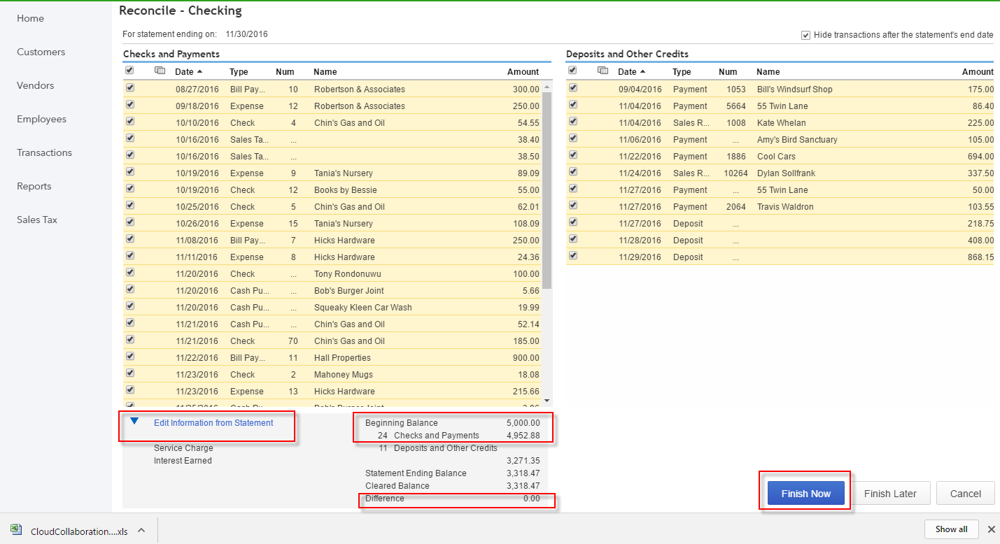 Reconcile - Checking
Home
Customers
Vendors
Employees
Transactions
Reports
Sales Tax
For statement ending on: 11/30/2016
Hide transactions after the statement's end date
Checks and Payments
Date Type Num Name Amount
08/27/2016 Bill Pay... 10 Robertson & Associates 300.00
09/18/2016 Expense 12 Robertson & Associates 250.00
10/10/2016 Check 4 Chin's Gas and Oil 54.55
10/16/2016 Sales Ta... ... 38.40
10/16/2016 Sales Ta... ... 38.50
10/19/2016 Expense 9 Tania's Nursery 89.09
10/19/2016 Check 12 Books by Bessie 55.00
10/25/2016 Check 5 Chin's Gas and Oil 62.01
10/26/2016 Expense 15 Tania's Nursery 108.09
11/08/2016 Bill Pay... 7 Hicks Hardware 250.00
11/11/2016 Expense 8 Hicks Hardware 24.36
11/20/2016 Check ... Tony Rondonuwu 100.00
11/20/2016 Cash Pu... ... Bob's Burger Joint 5.66
11/20/2016 Cash Pu... ... Squeaky Kleen Car Wash 19.99
11/21/2016 Cash Pu... ... Chin's Gas and Oil 52.14
11/21/2016 Check 70 Chin's Gas and Oil 185.00
11/22/2016 Bill Pay... 11 Hall Properties 900.00
11/23/2016 Check 2 Mahoney Mugs 18.08
11/23/2016 Expense 13 Hicks Hardware 215.66
Deposits and Other Credits
Date Type Num Name Amount
09/04/2016 Payment 1053 Bill's Windsurf Shop 175.00
11/04/2016 Payment 5664 55 Twin Lane 86.40
11/04/2016 Sales R... 1008 Kate Whelan 225.00
11/06/2016 Payment ... Amy's Bird Sanctuary 105.00
11/22/2016 Payment 1886 Cool Cars 694.00
11/24/2016 Sales R... 10264 Dylan Sollfrank 337.50
11/27/2016 Payment ... 55 Twin Lane 50.00
11/27/2016 Payment 2064 Travis Waldron 103.55
11/27/2016 Deposit ... 218.75
11/28/2016 Deposit ... 408.00
11/29/2016 Deposit ... 868.15
Edit Information from Statement
Service Charge
Interest Earned
Beginning Balance 5,000.00
24 Checks and Payments 4,952.88
11 Deposits and Other Credits
3,271.35
Statement Ending Balance 3,318.47
Cleared Balance 3,318.47
Difference 0.00
Finish Now
Finish Later
Cancel
CloudCollaboration....xls
Show all